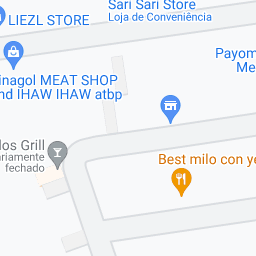 LIEZL STORE
Sari Sari Store
Loja de Conveniência
Payom
Me
inagol MEAT SHOP
nd IHAW IHAW atbp
los Grill
ariamente
fechado
Best milo con ye